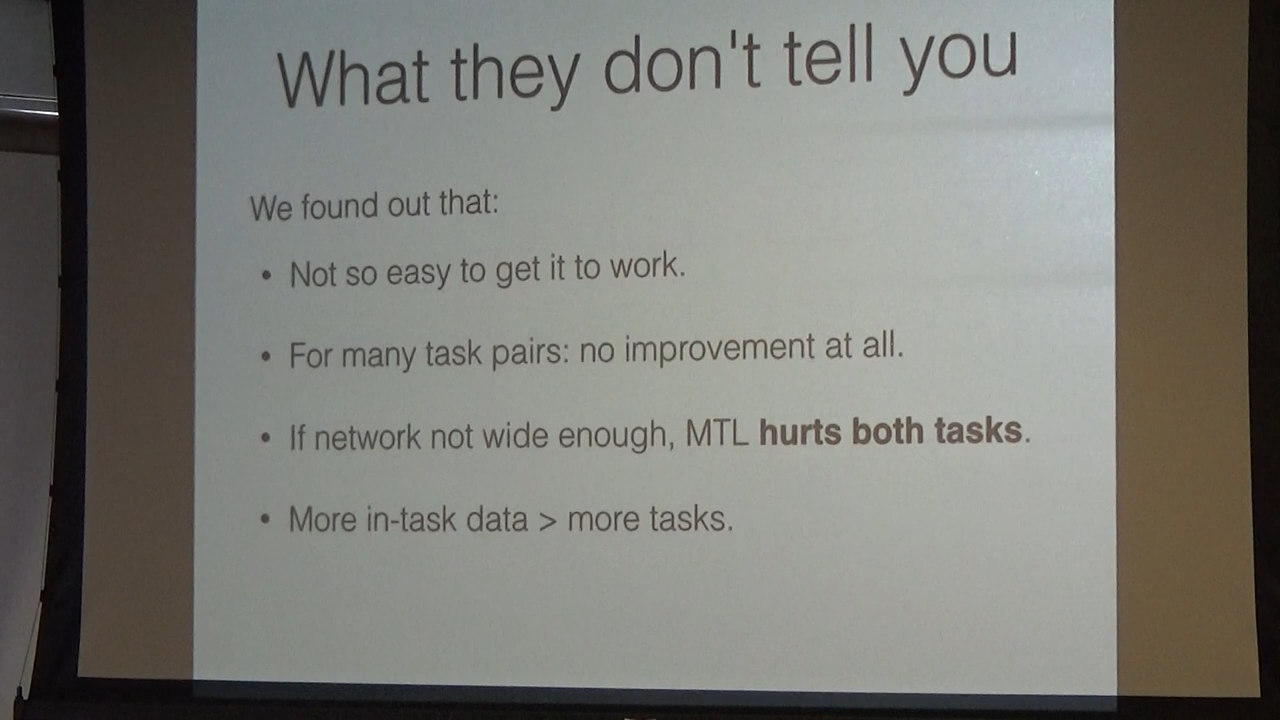 What they don't tell you
We found out that:
• Not so easy to get it to work.
• For many task pairs: no improvement at all.
• If network not wide enough, MTL hurts both tasks.
• More in-task data > more tasks.